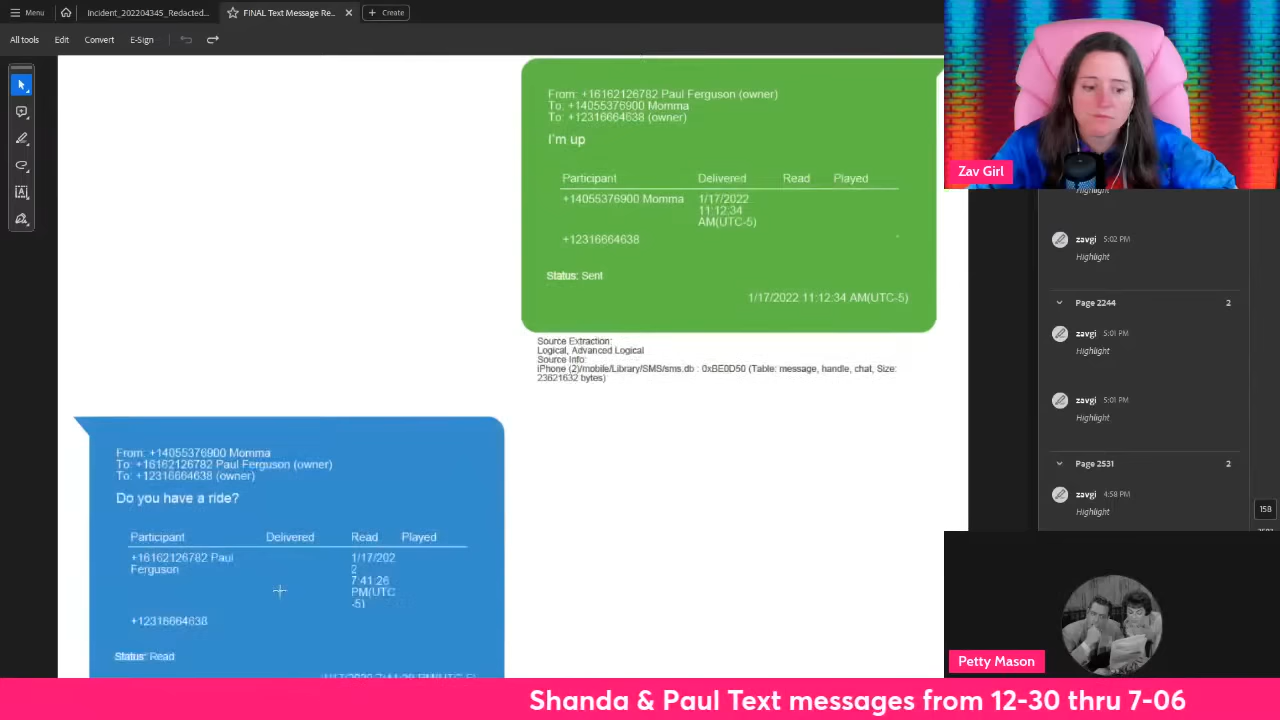 Menu
Incident_202204345_Redacted...
FINAL Text Message Re...
Create
All tools
Edit
Convert
E-Sign
From: +16162126782 Paul Ferguson (owner)
To: +14055376900 Momma
To: +12316664638 (owner)
I'm up
Participant Delivered Read Played
+14055376900 Momma 1/17/2022
11:12:34
AM(UTC-5)
+12316664638
Status: Sent
1/17/2022 11:12:34 AM(UTC-5)
Source Extraction:
Logical, Advanced Logical
Source Info:
iPhone (2)/mobile/Library/SMS/sms.db : 0xBE0D50 (Table: message, handle, chat, Size:
23621632 bytes)
From: +14055376900 Momma
To: +16162126782 Paul Ferguson (owner)
To: +12316664638 (owner)
Do you have a ride?
Participant Delivered Read Played
+16162126782 Paul
Ferguson
1/17/202
2
7:41:26
PM(UTC
-5)
+12316664638
Status: Read
Zav Girl
Highlight
zavgi 5:02 PM
Highlight
Page 2244 2
zavgi 5:01 PM
Highlight
zavgi 5:01 PM
Highlight
Page 2531 2
zavgi 4:58 PM
Highlight
158
Petty Mason
Shanda & Paul Text messages from 12-30 thru 7-06